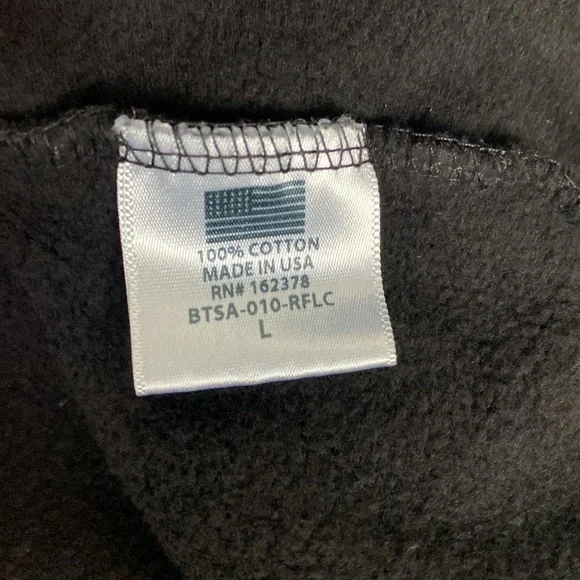 100% COTTON
MADE IN USA
RN# 162378
BTSA-010-RFLC
L